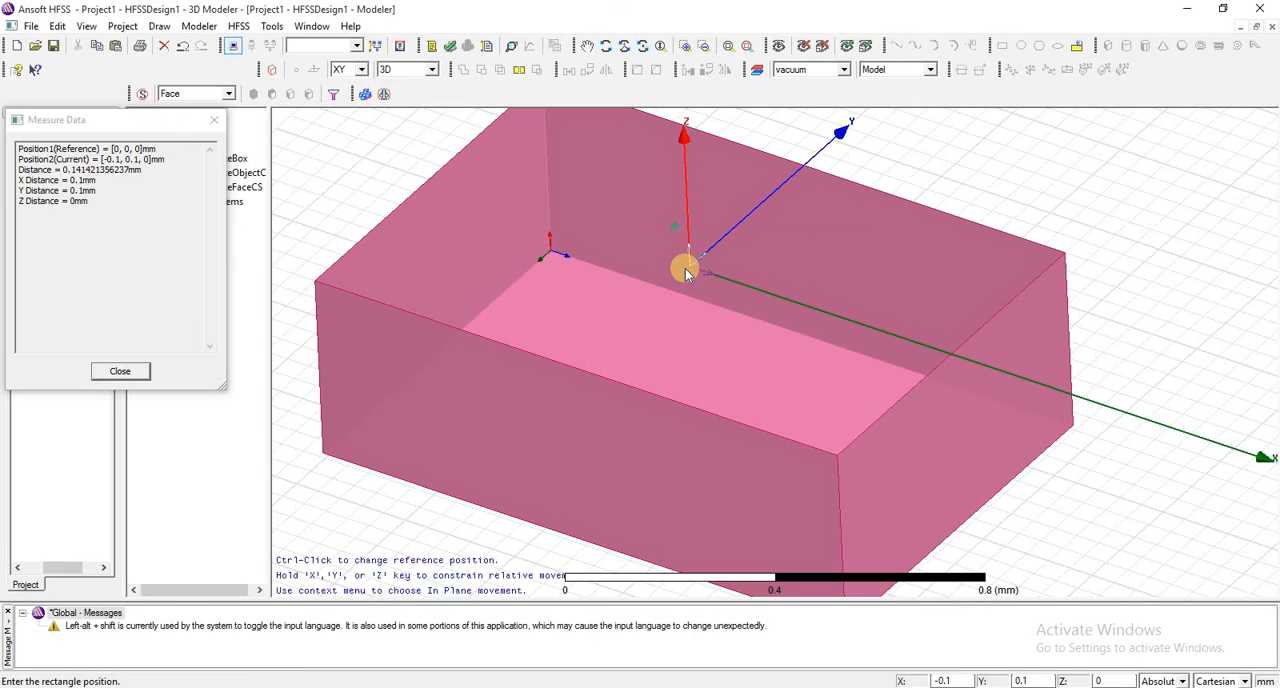 Ansoft HFSS - Project1 - HFSSDesign1 - 3D Modeler - [Project1 - HFSSDesign1 - Modeler]
File Edit View Project Draw Modeler HFSS Tools Window Help
XY 3D vacuum Model
Face
Measure Data
Position1(Reference) = [0, 0, 0]mm
Position2(Current) = [-0.1, 0.1, 0]mm
Distance = 0.141421356237mm
X Distance = 0.1mm
Y Distance = 0.1mm
Z Distance = 0mm
Close
eBox
eObjectC
eFaceCS
ems
Z
Y
X
Ctrl-Click to change reference position.
Hold 'X','Y', or 'Z' key to constrain relative movem
Use context menu to choose In Plane movement.
0 0.4 0.8 (mm)
Project
Message M
*Global - Messages
Left-alt + shift is currently used by the system to toggle the input language. It is also used in some portions of this application, which may cause the input language to change unexpectedly.
Activate Windows
Go to Settings to activate Windows.
Enter the rectangle position.
X: -0.1 Y: 0.1 Z: 0 Absolut Cartesian mm